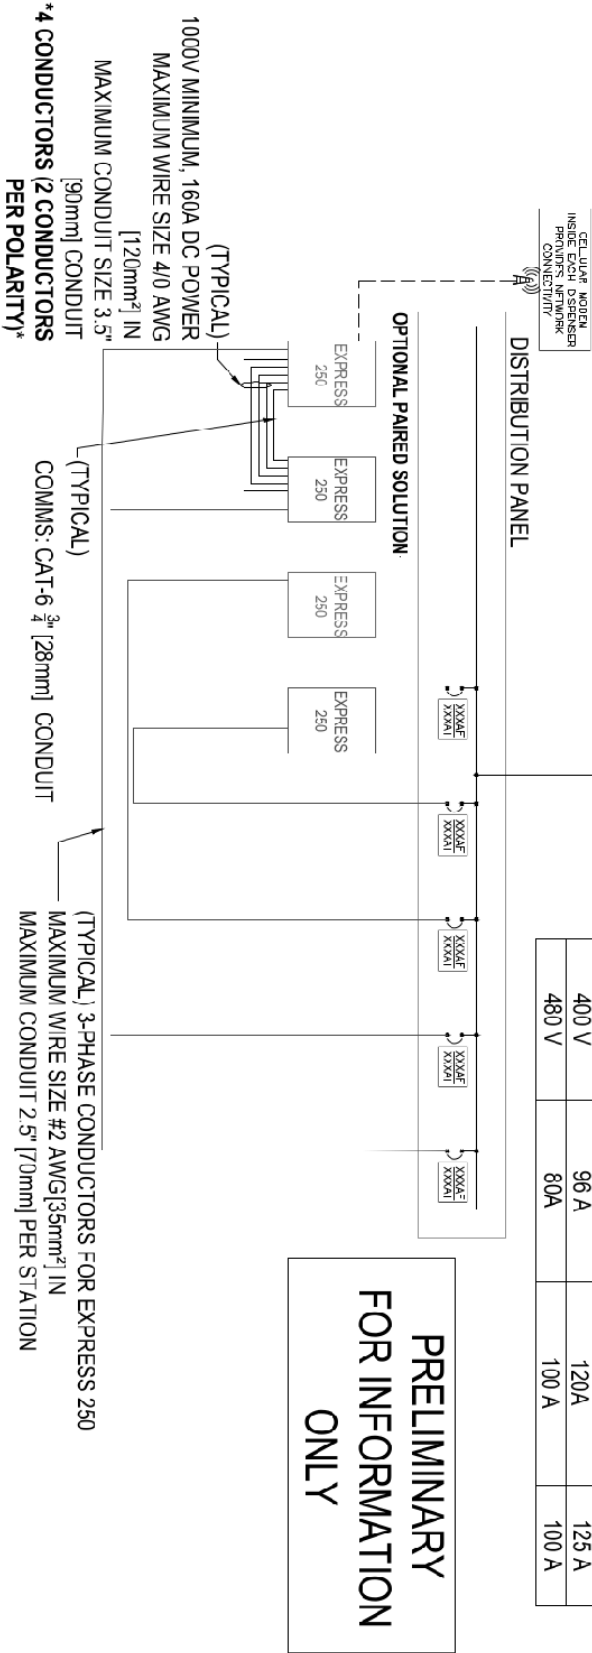 400 V 96 A 120A 125 A
480 V 80A 100 A 100 A
CELLULAR MODEM
INSIDE EACH DISPENSER
PROVIDES NETWORK
CONNECTIVITY
DISTRIBUTION PANEL
XXXAF
XXXAT
XXXAF
XXXAT
XXXAF
XXXAT
XXXAF
XXXAT
XXXAF
XXXAT
OPTIONAL PAIRED SOLUTION
EXPRESS
250
EXPRESS
250
EXPRESS
250
EXPRESS
250
PRELIMINARY
FOR INFORMATION
ONLY
(TYPICAL)
1000V MINIMUM, 160A DC POWER
MAXIMUM WIRE SIZE 4/0 AWG
[120mm²] IN
MAXIMUM CONDUIT SIZE 3.5"
[90mm] CONDUIT
*4 CONDUCTORS (2 CONDUCTORS
PER POLARITY)*
(TYPICAL)
COMMS: CAT-6 3/4" [28mm] CONDUIT
(TYPICAL) 3-PHASE CONDUCTORS FOR EXPRESS 250
MAXIMUM WIRE SIZE #2 AWG[35mm²] IN
MAXIMUM CONDUIT 2.5" [70mm] PER STATION